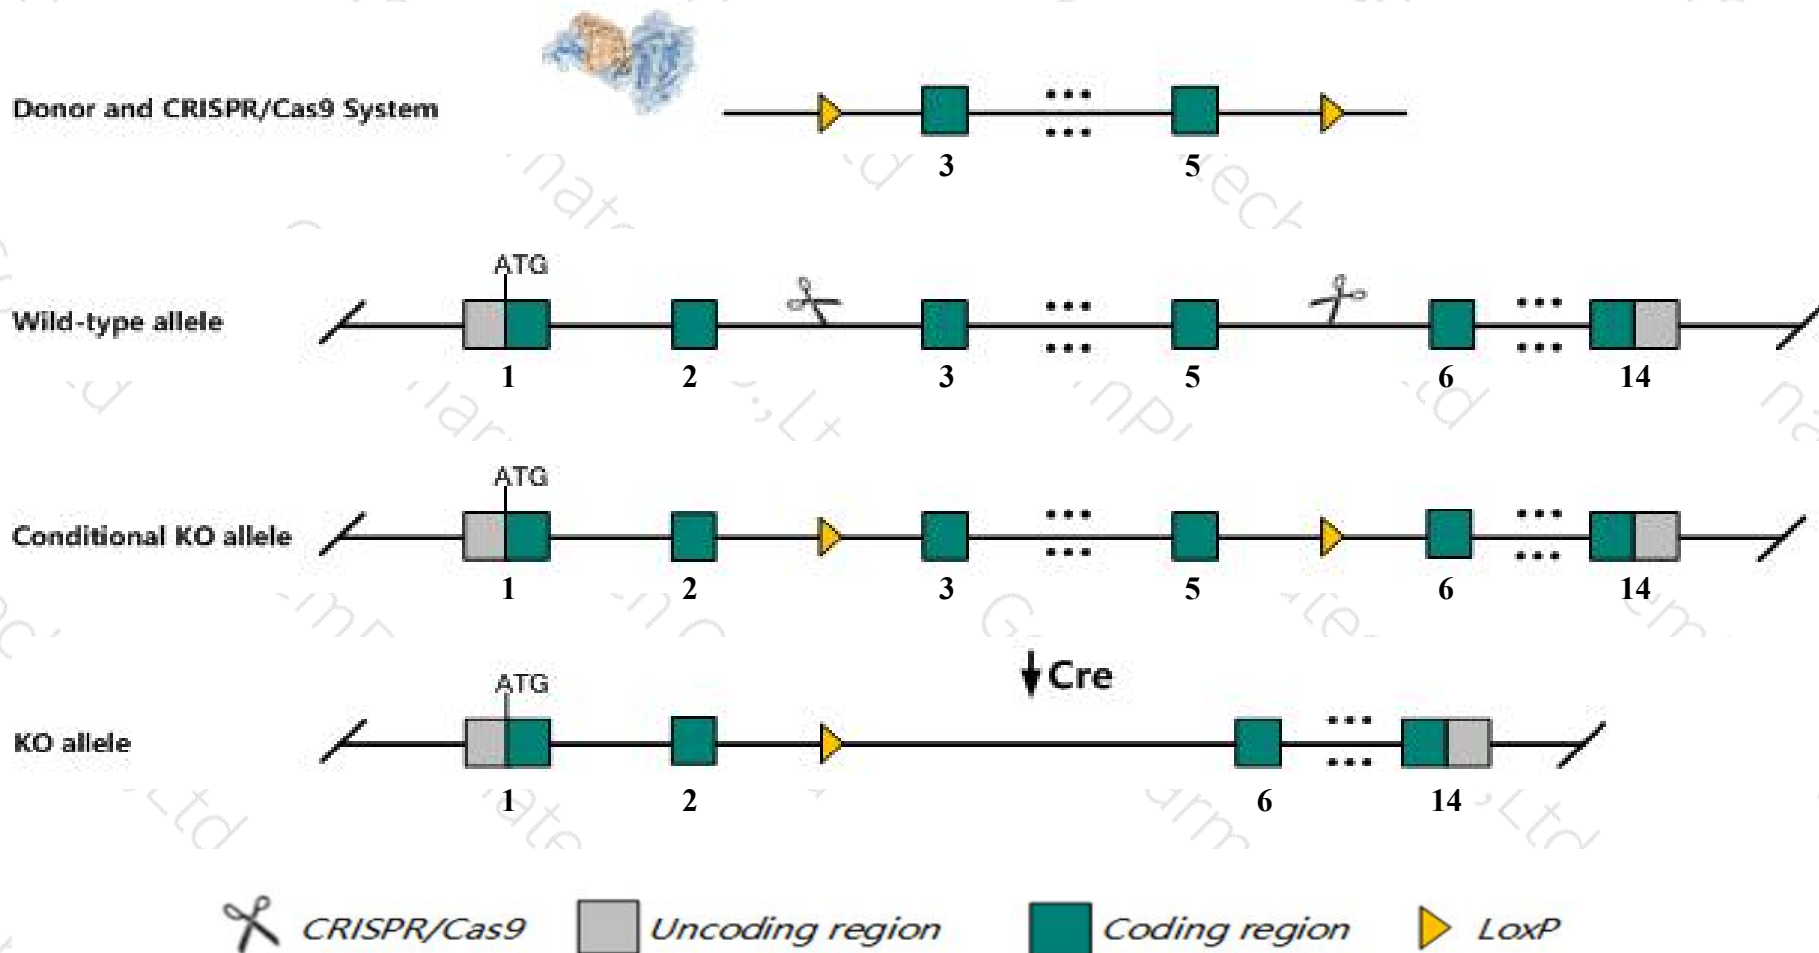 Donor and CRISPR/Cas9 System
3 5
ATG
Wild-type allele
1 2 3 5 6 14
ATG
Conditional KO allele
1 2 3 5 6 14
Cre
ATG
KO allele
1 2 6 14
CRISPR/Cas9 Uncoding region Coding region LoxP